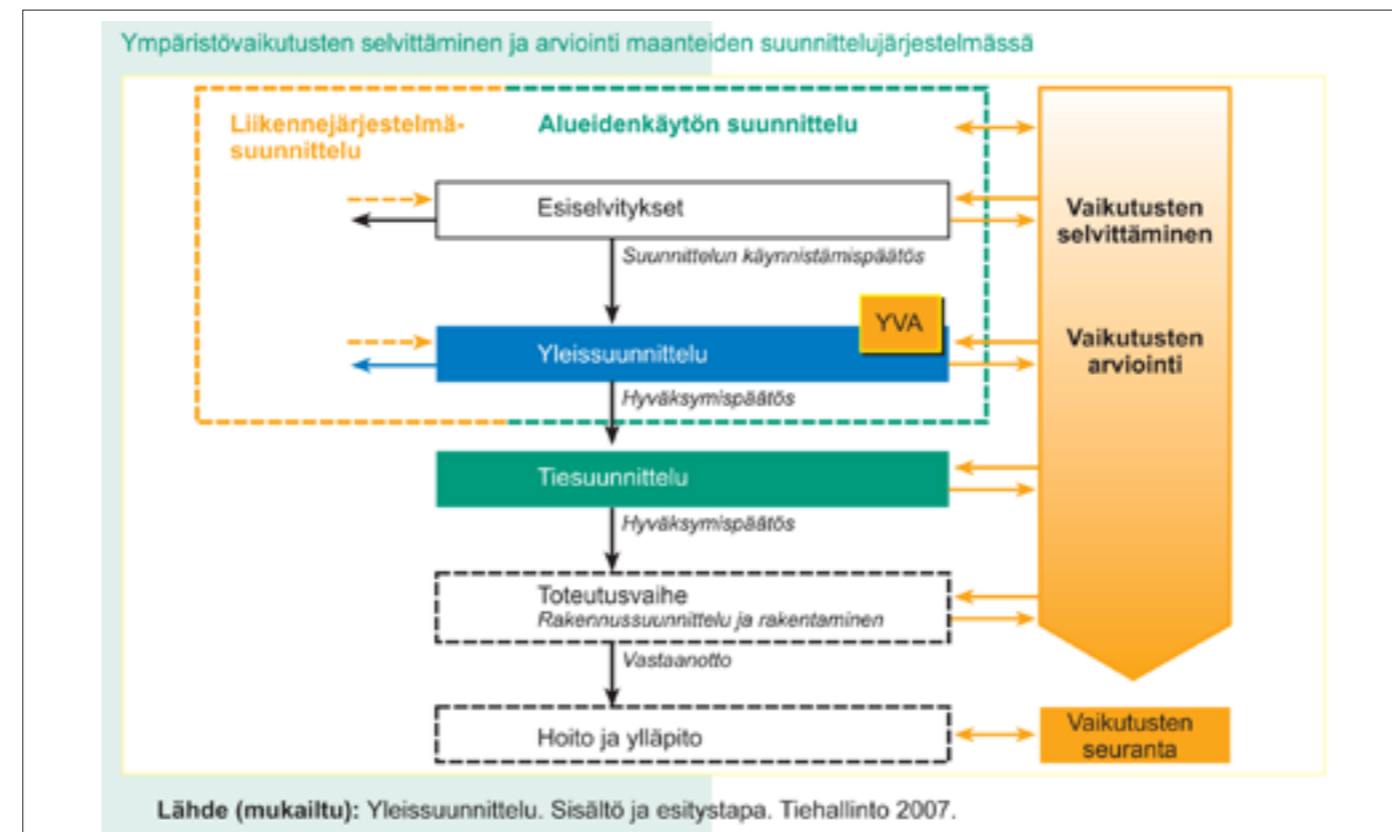 Ympäristövaikutusten selvittäminen ja arviointi maanteiden suunnittelujärjestelmässä
Liikennejärjestelmä-
suunnittelu
Alueidenkäytön suunnittelu
Esiselvitykset
Suunnittelun käynnistämispäätös
YVA
Yleissuunnittelu
Hyväksymispäätös
Tiesuunnittelu
Hyväksymispäätös
Toteutusvaihe
Rakennussuunnittelu ja rakentaminen
Vastaanotto
Hoito ja ylläpito
Vaikutusten
selvittäminen
Vaikutusten
arviointi
Vaikutusten
seuranta
Lähde (mukailtu): Yleissuunnittelu. Sisältö ja esitystapa. Tiehallinto 2007.